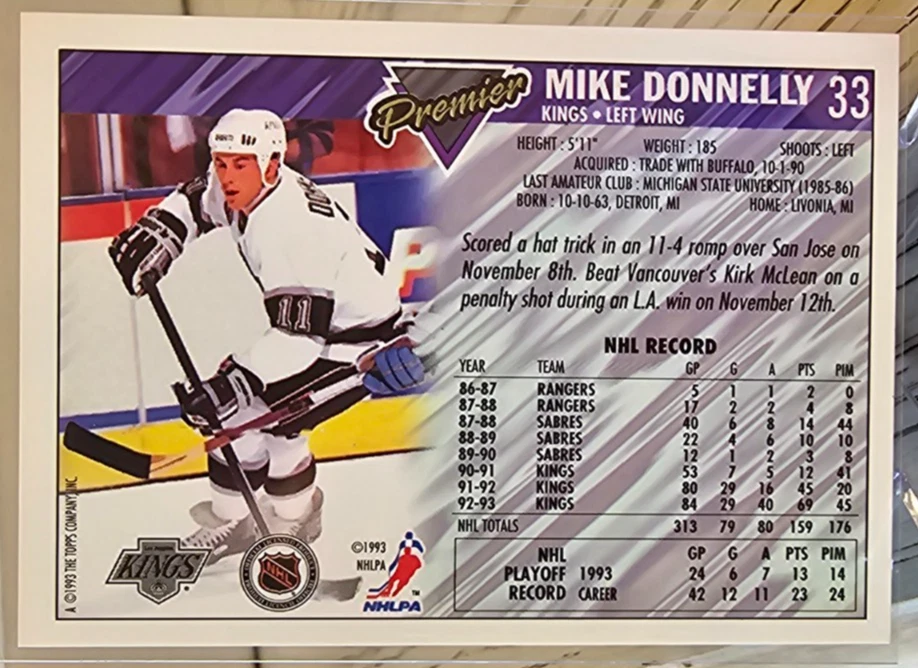 Premier
MIKE DONNELLY 33
KINGS • LEFT WING
HEIGHT : 5'11" WEIGHT : 185 SHOOTS : LEFT
ACQUIRED : TRADE WITH BUFFALO, 10-1-90
LAST AMATEUR CLUB : MICHIGAN STATE UNIVERSITY (1985-86)
BORN : 10-10-63, DETROIT, MI HOME : LIVONIA, MI
Scored a hat trick in an 11-4 romp over San Jose on
November 8th. Beat Vancouver's Kirk McLean on a
penalty shot during an L.A. win on November 12th.
NHL RECORD
YEAR TEAM GP G A PTS PIM
86-87 RANGERS 5 1 1 2 0
87-88 RANGERS 17 2 2 4 8
87-88 SABRES 40 6 8 14 44
88-89 SABRES 22 4 6 10 10
89-90 SABRES 12 1 2 3 8
90-91 KINGS 53 7 5 12 41
91-92 KINGS 80 29 16 45 20
92-93 KINGS 84 29 40 69 45
NHL TOTALS 313 79 80 159 176
NHL GP G A PTS PIM
PLAYOFF 1993 24 6 7 13 14
RECORD CAREER 42 12 11 23 24
11
A ©1993 THE TOPPS COMPANY, INC.
LOS ANGELES
KINGS
NHL
©1993
NHLPA
NHLPA
TM